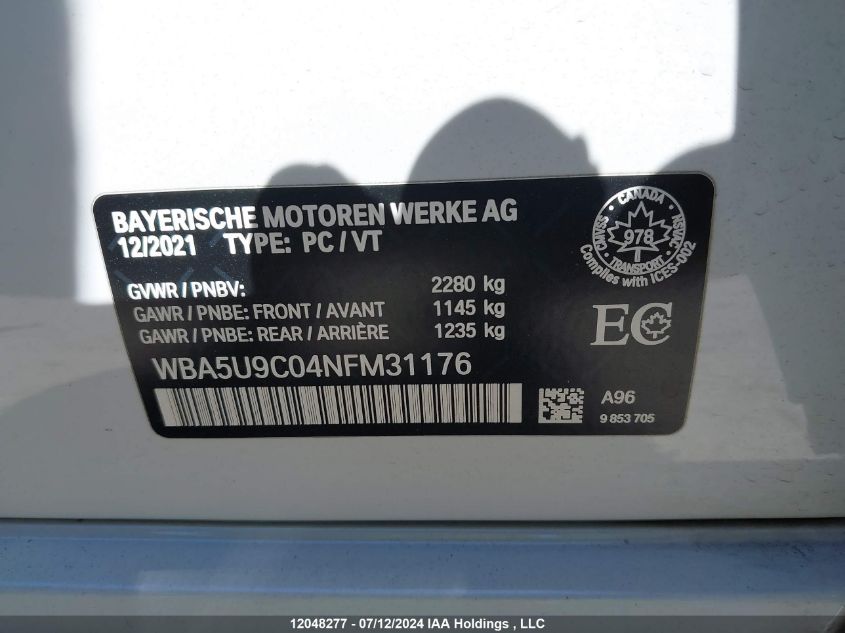 BAYERISCHE MOTOREN WERKE AG
12/2021 TYPE: PC / VT
GVWR / PNBV: 2280 kg
GAWR / PNBE: FRONT / AVANT 1145 kg
GAWR / PNBE: REAR / ARRIÈRE 1235 kg
WBA5U9C04NFM31176
CANADA
978
TRANSPORT
Complies with ICES-002
EC
A96
9 853 705
12048277 - 07/12/2024 IAA Holdings , LLC